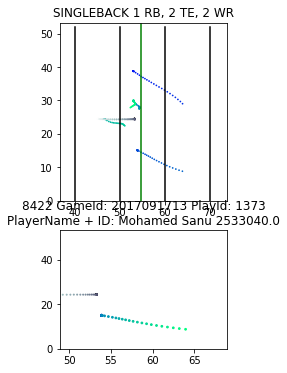 SINGLEBACK 1 RB, 2 TE, 2 WR
50
40
30
20
10
0
40 50 60 70
8422 GameId: 2017091713 PlayId: 1373
PlayerName + ID: Mohamed Sanu 2533040.0
40
20
0
50 55 60 65